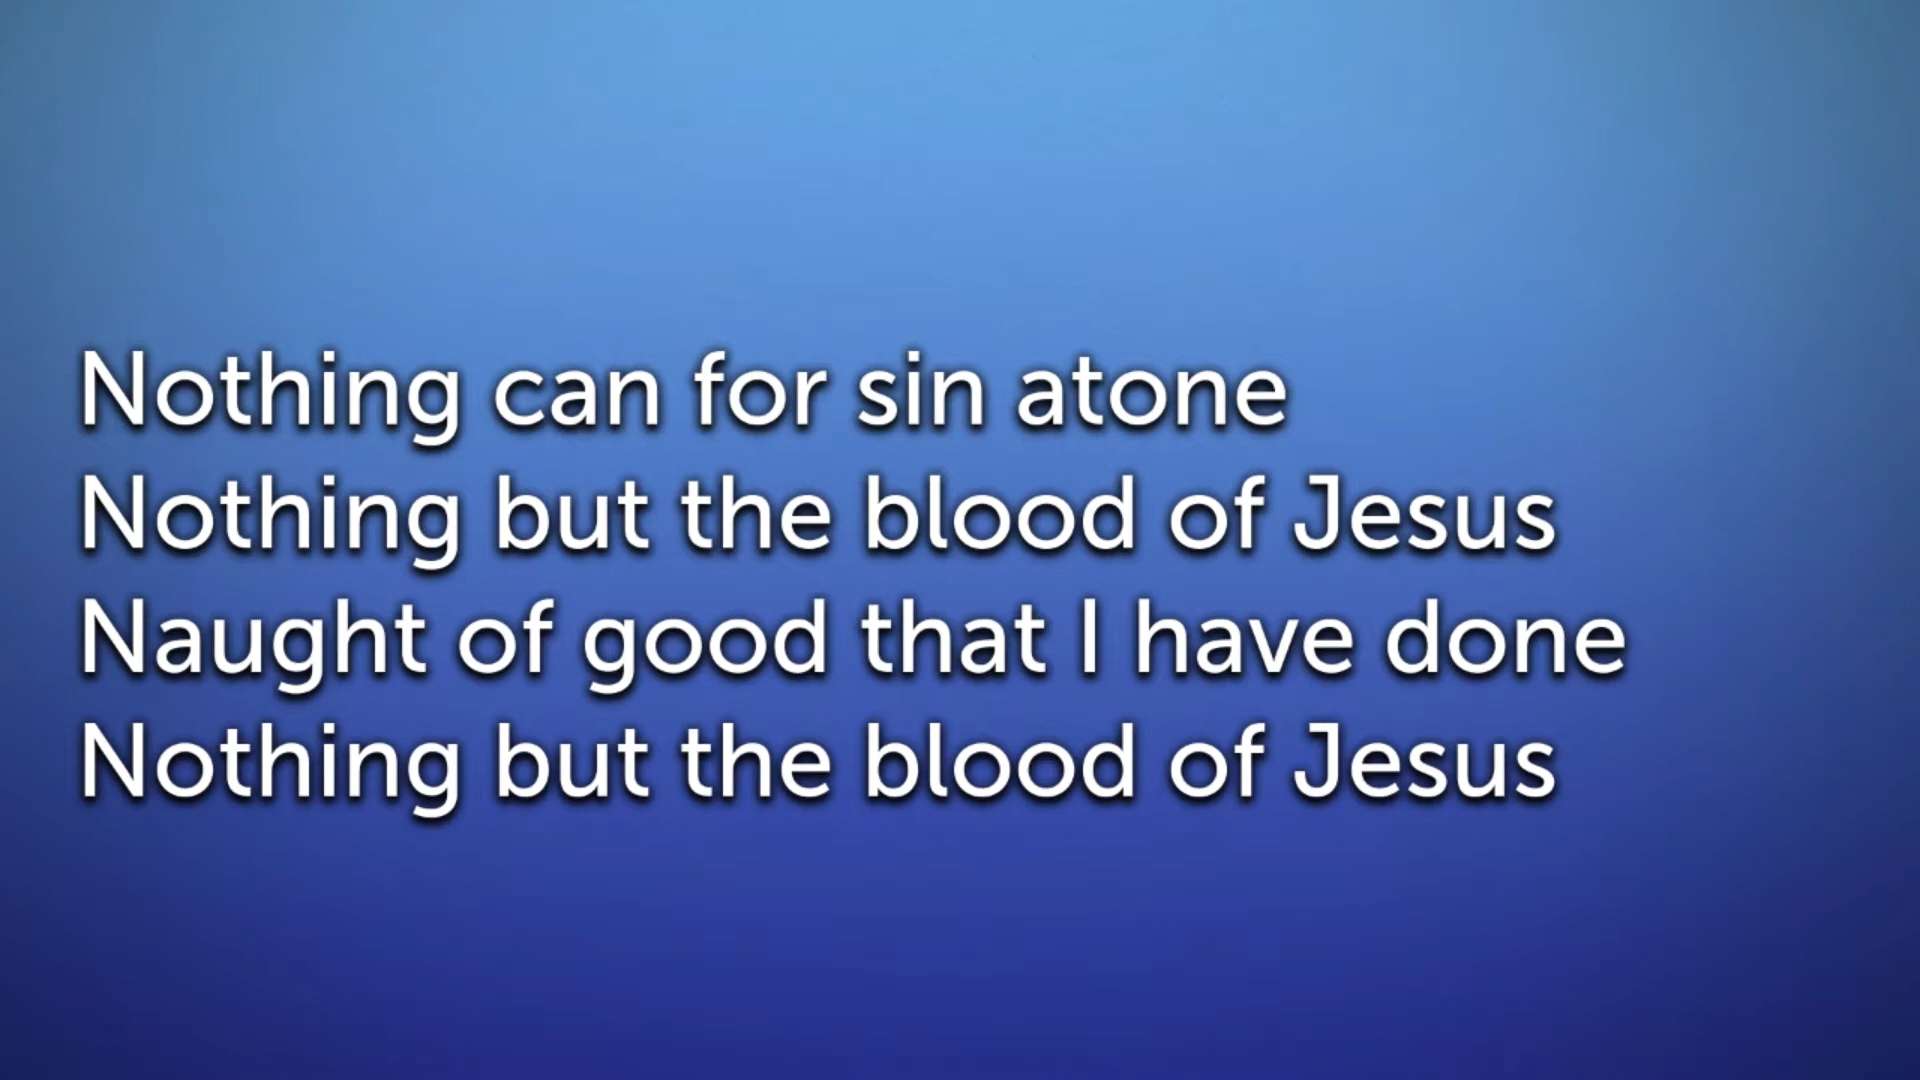 Nothing can for sin atone
Nothing but the blood of Jesus
Naught of good that I have done
Nothing but the blood of Jesus